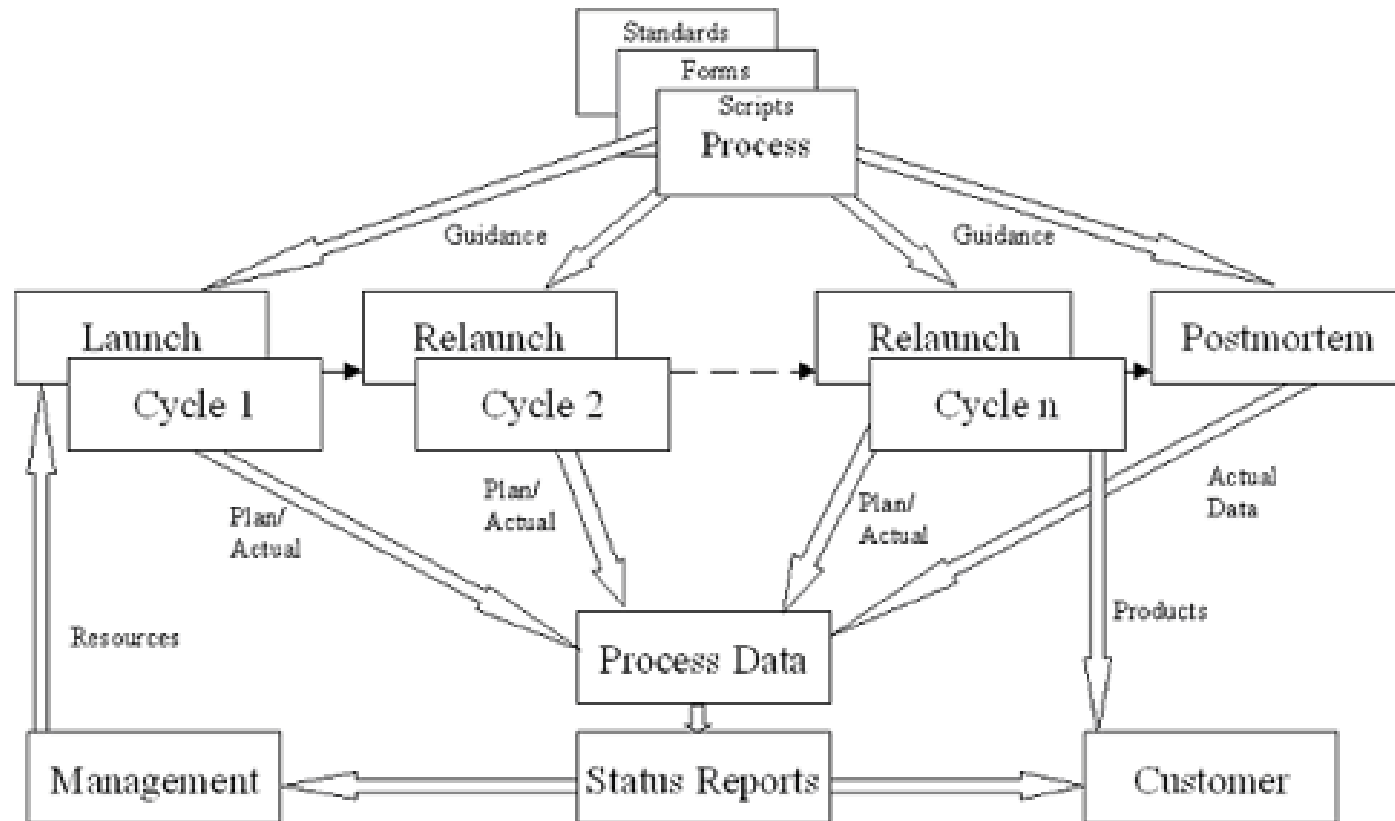 Standards
Forms
Scripts
Process
Guidance
Guidance
Launch
Relaunch
Relaunch
Postmortem
Cycle 1
Cycle 2
Cycle n
Plan/
Actual
Plan/
Actual
Plan/
Actual
Actual
Data
Resources
Products
Process Data
Management
Status Reports
Customer